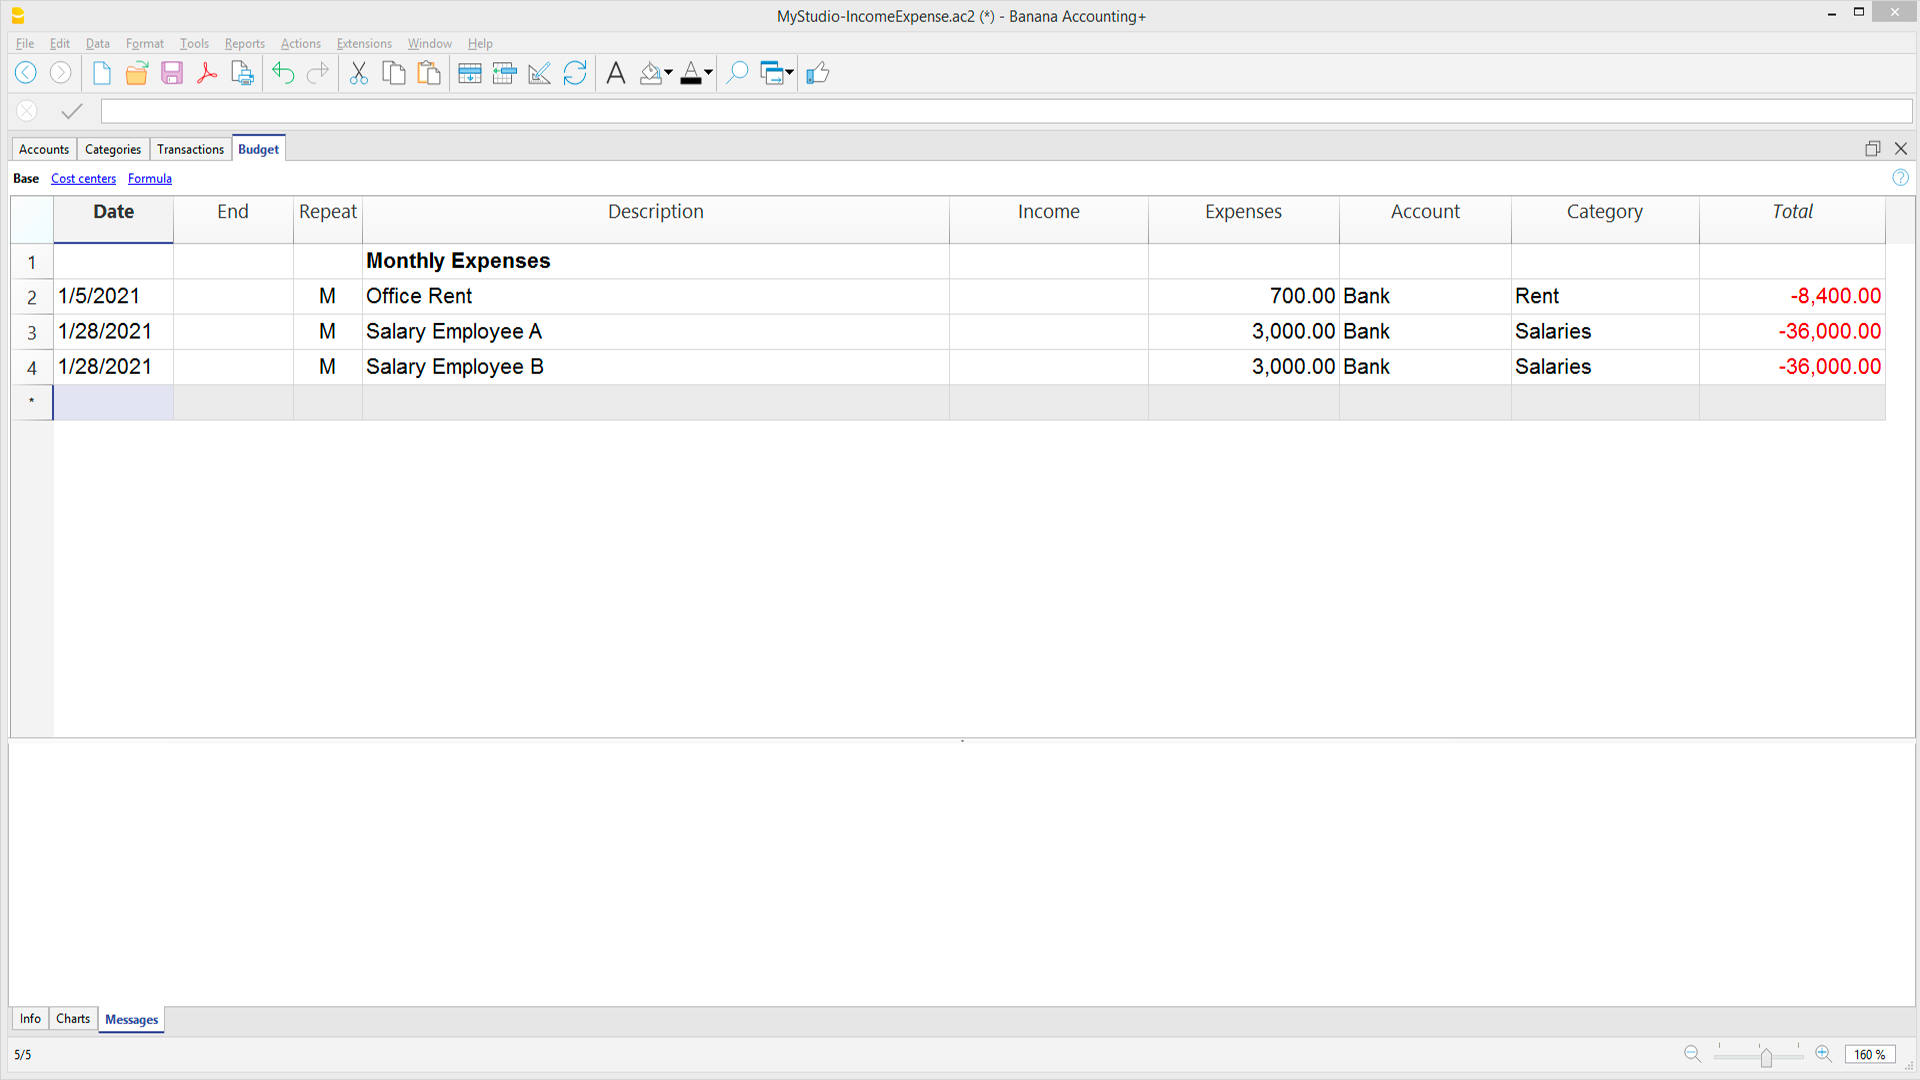 MyStudio-IncomeExpense.ac2 (*) - Banana Accounting+
File Edit Data Format Tools Reports Actions Extensions Window Help
Accounts Categories Transactions Budget
Base Cost centers Formula
Date End Repeat Description Income Expenses Account Category Total
1 Monthly Expenses
2 1/5/2021 M Office Rent 700.00 Bank Rent -8,400.00
3 1/28/2021 M Salary Employee A 3,000.00 Bank Salaries -36,000.00
4 1/28/2021 M Salary Employee B 3,000.00 Bank Salaries -36,000.00
*
Info Charts Messages
5/5 160 %